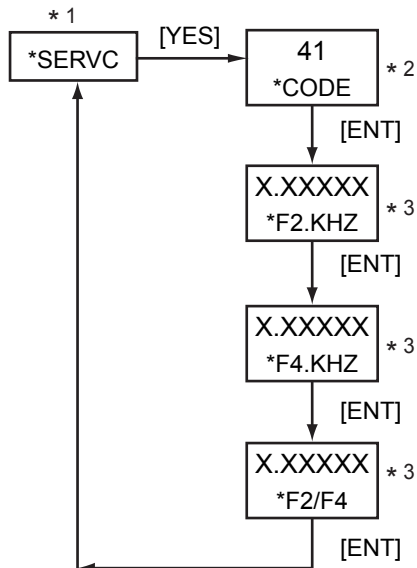 * 1
[YES]
*SERVC
41
*CODE
* 2
[ENT]
X.XXXXX
*F2.KHZ
* 3
[ENT]
X.XXXXX
*F4.KHZ
* 3
[ENT]
X.XXXXX
*F2/F4
* 3
[ENT]